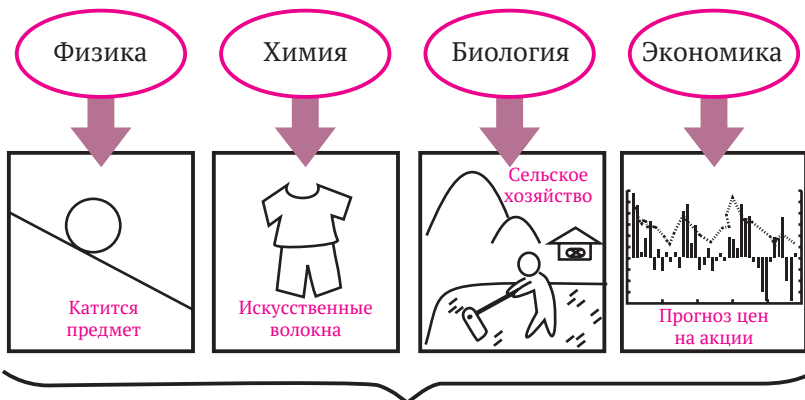 Физика
Химия
Биология
Экономика
Катится
предмет
Искусственные
волокна
Сельское
хозяйство
Прогноз цен
на акции